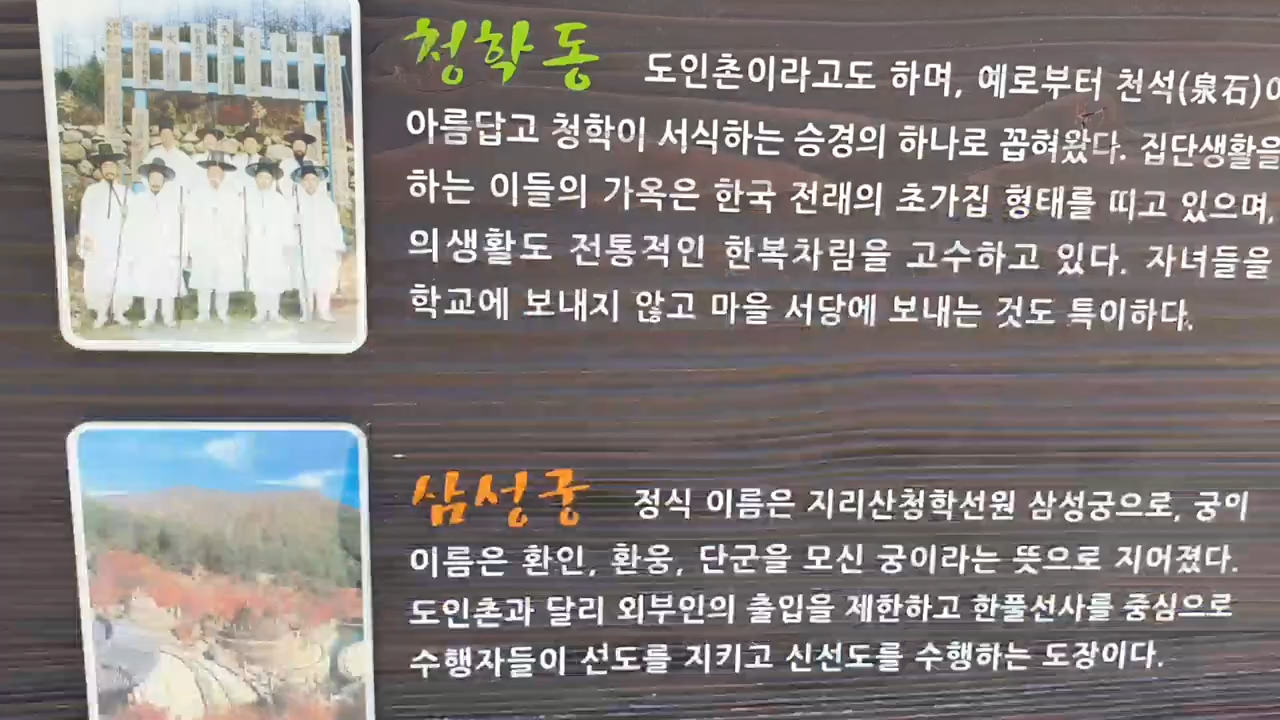 청학동 도인촌이라고도 하며, 예로부터 천석(泉石)이
아름답고 청학이 서식하는 승경의 하나로 꼽혀왔다. 집단생활을
하는 이들의 가옥은 한국 전래의 초가집 형태를 띠고 있으며,
의생활도 전통적인 한복차림을 고수하고 있다. 자녀들을
학교에 보내지 않고 마을 서당에 보내는 것도 특이하다.
삼성궁 정식 이름은 지리산청학선원 삼성궁으로, 궁이
이름은 환인, 환웅, 단군을 모신 궁이라는 뜻으로 지어졌다.
도인촌과 달리 외부인의 출입을 제한하고 한풀선사를 중심으로
수행자들이 선도를 지키고 신선도를 수행하는 도장이다.